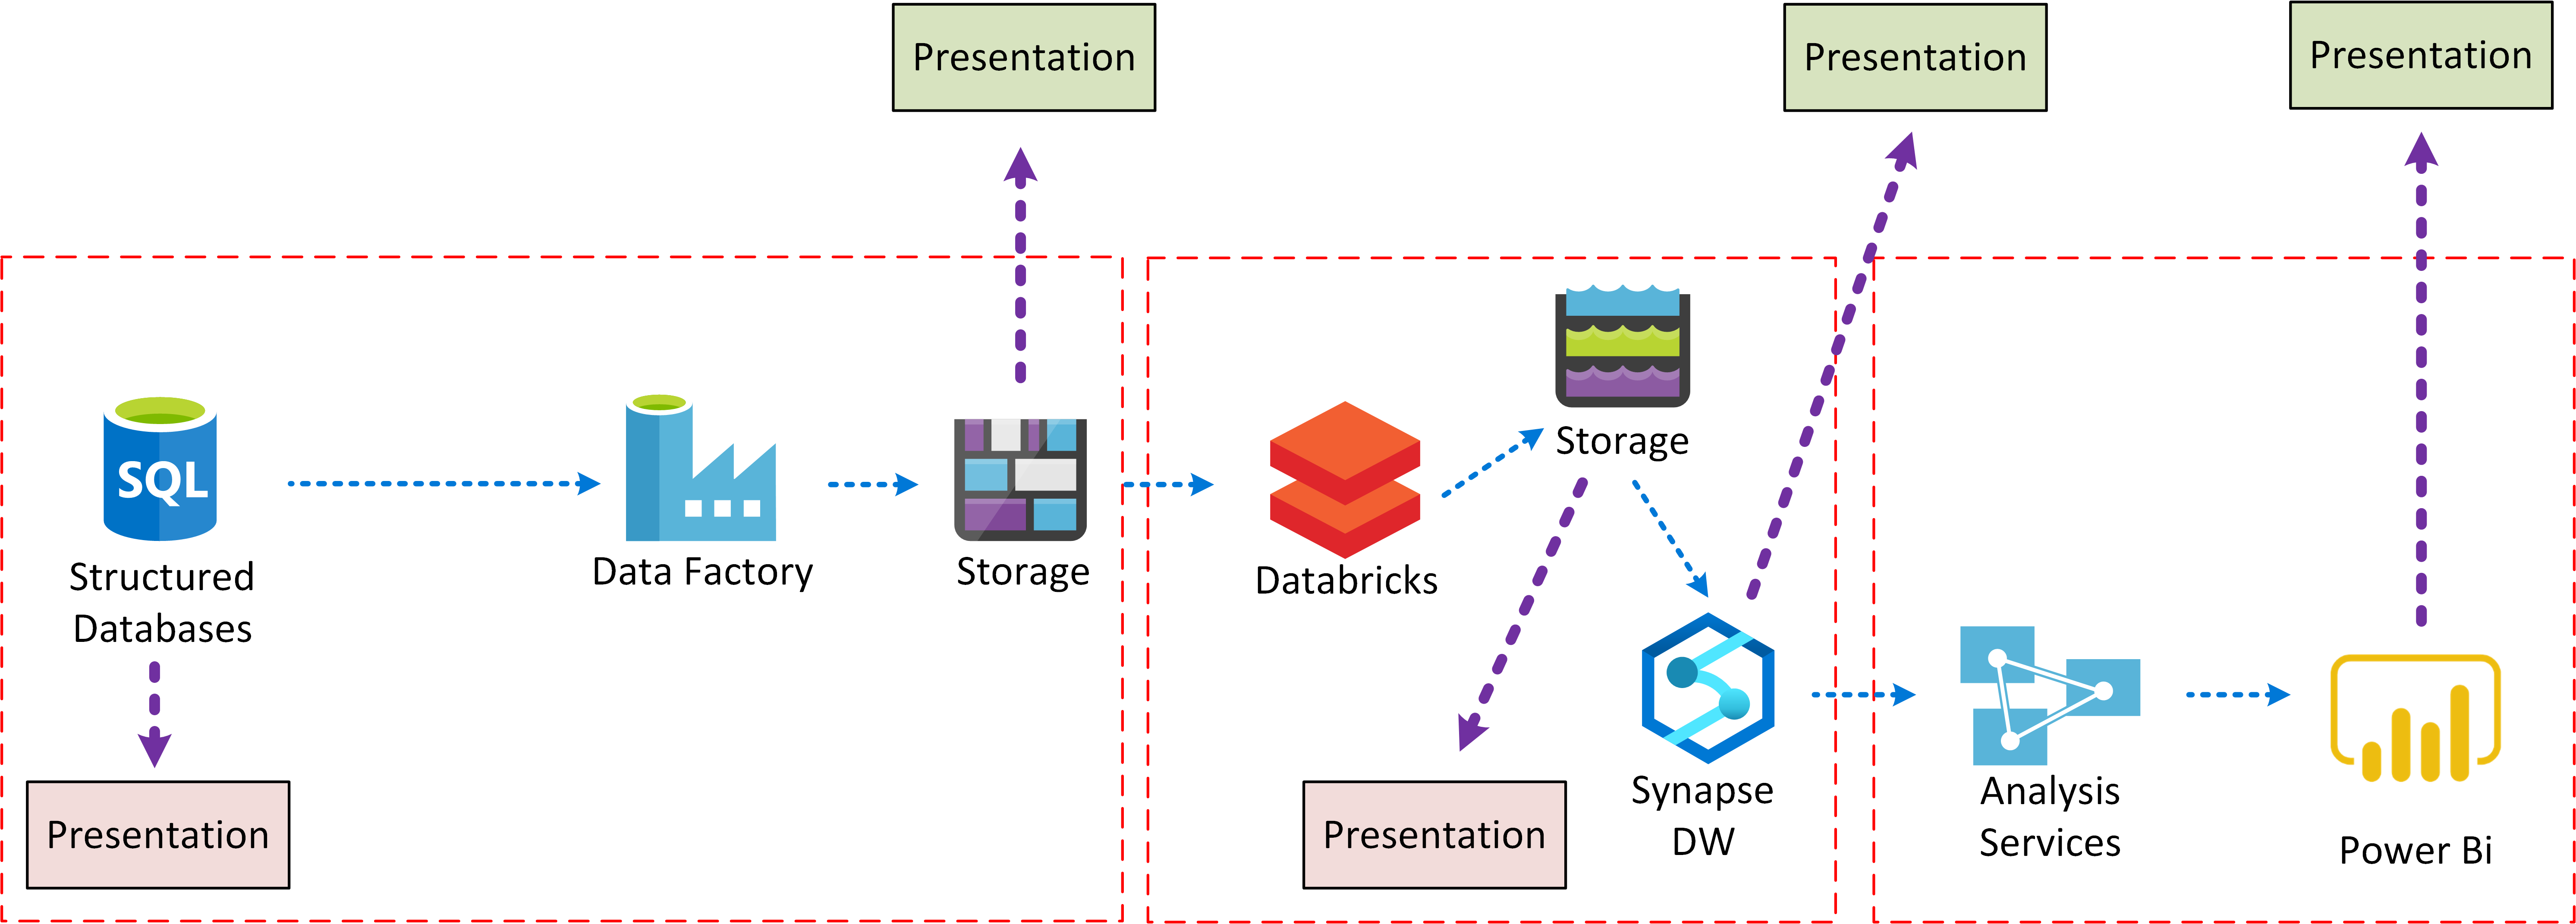 Presentation
Presentation
Presentation
SQL
Structured
Databases
Data Factory
Storage
Databricks
Storage
Synapse
DW
Analysis
Services
Power Bi
Presentation
Presentation